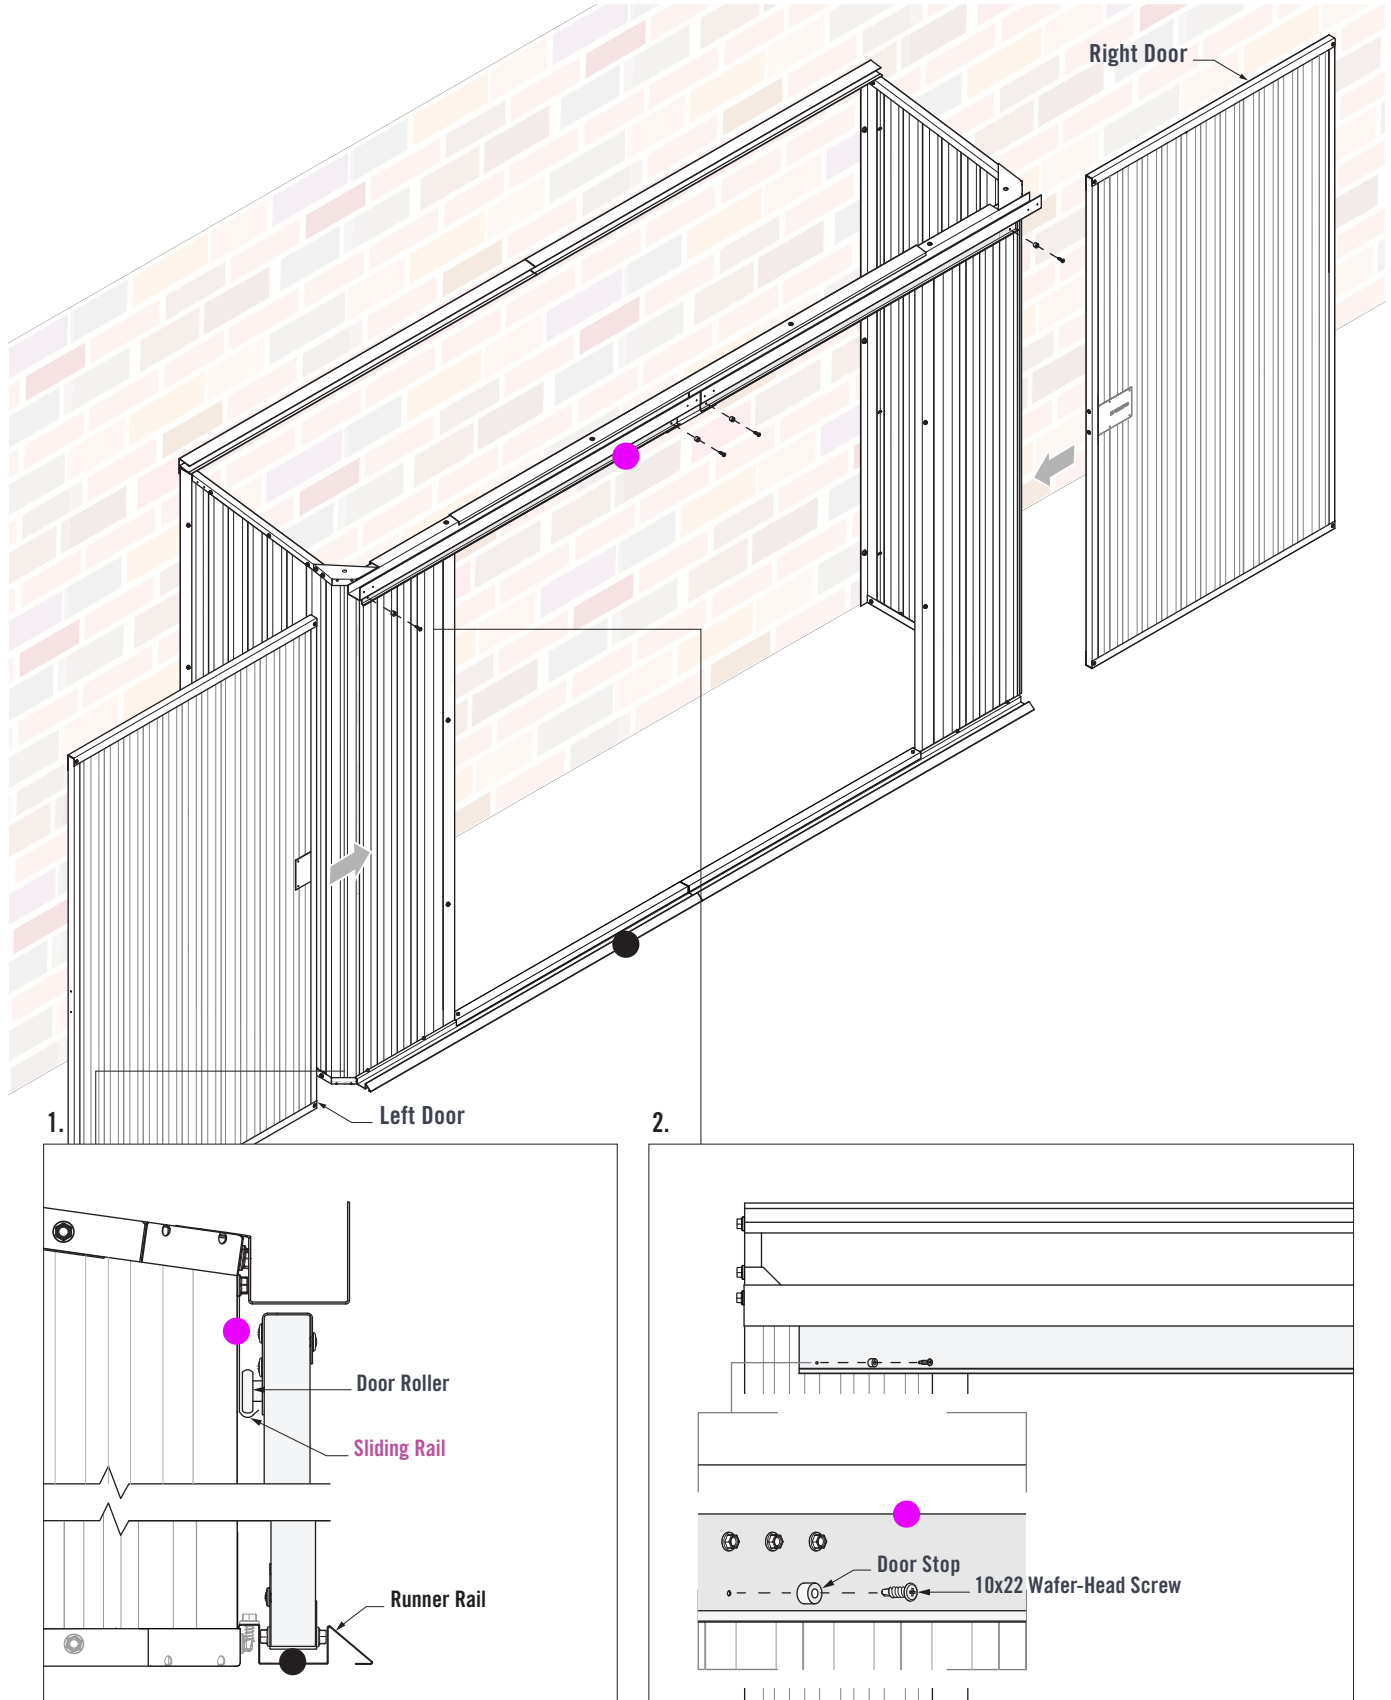 Right Door
Left Door
1.
2.
Door Roller
Sliding Rail
Runner Rail
Door Stop
10x22 Wafer-Head Screw